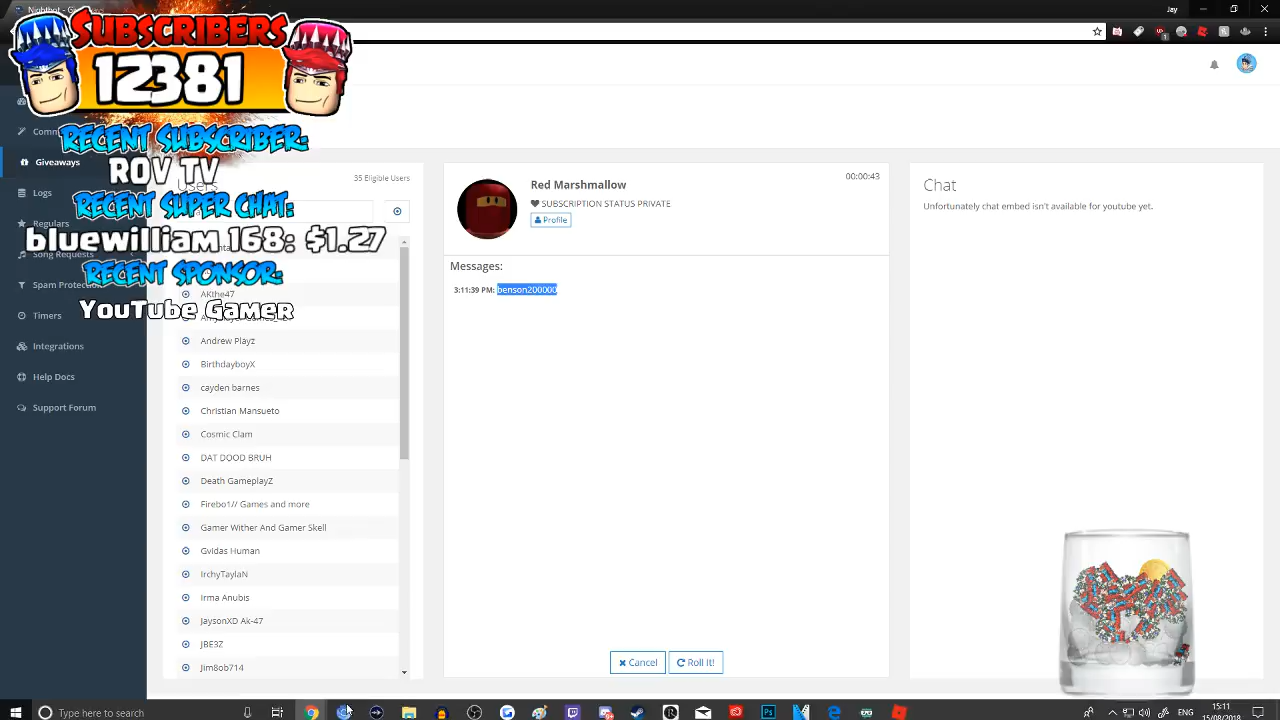 Nightbot - Gi
Jay
SUBSCRIBERS
12381
RECENT SUBSCRIBER:
ROV TV
RECENT SUPER CHAT:
bluewilliam 168: $1.27
RECENT SPONSOR:
YouTube Gamer
Giveaways
Logs
Regulars
Song Requests
Spam Protection
Timers
Integrations
Help Docs
Support Forum
Users
35 Eligible Users
AKthe47
Andrew Playz
BirthdayboyX
cayden barnes
Christian Mansueto
Cosmic Clam
DAT DOOD BRUH
Death GameplayZ
Firebo1// Games and more
Gamer Wither And Gamer Skell
Gvidas Human
IrchyTaylaN
Irma Anubis
JaysonXD Ak-47
JBE3Z
Jim8ob714
Red Marshmallow
00:00:43
SUBSCRIPTION STATUS PRIVATE
Profile
Messages:
3:11:39 PM: benson200000
Cancel
Roll It!
Chat
Unfortunately chat embed isn't available for youtube yet.
ENG
15:11
15/08/2018